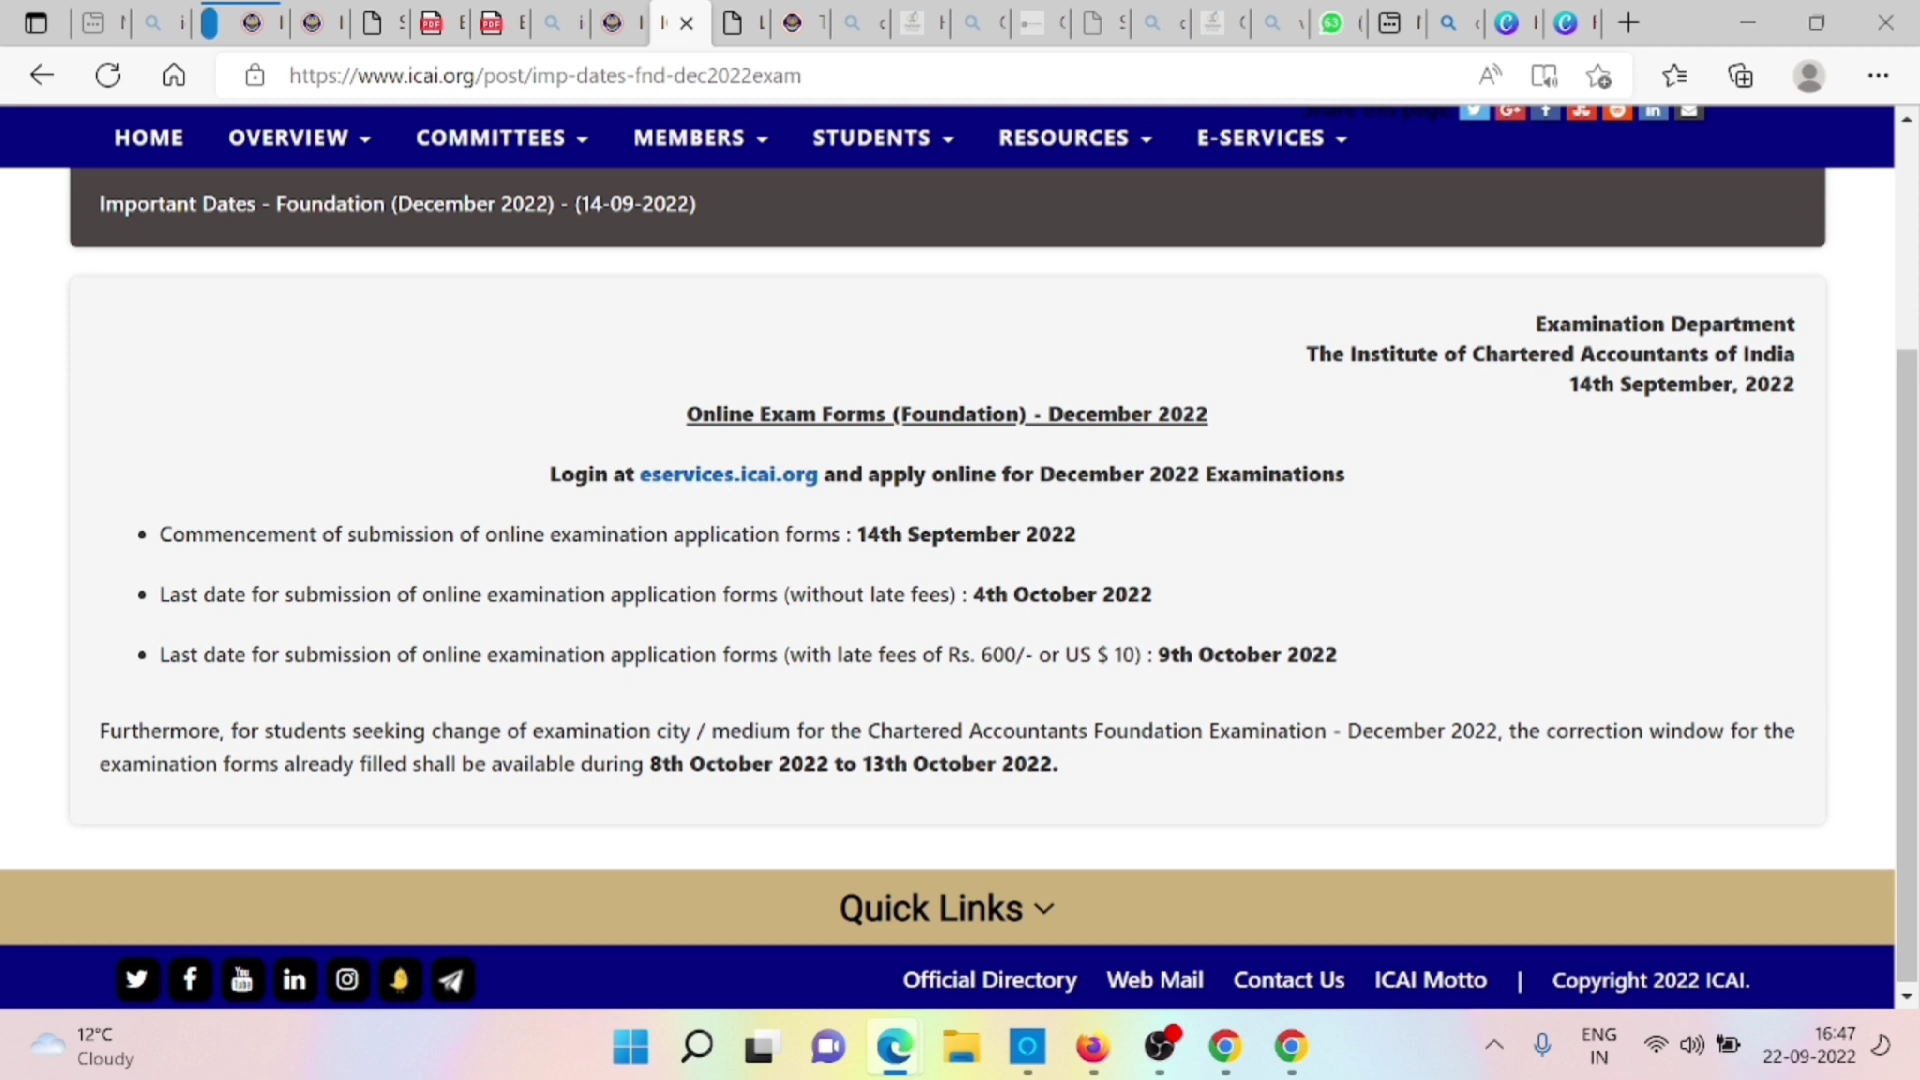 https://www.icai.org/post/imp-dates-fnd-dec2022exam
HOME OVERVIEW COMMITTEES MEMBERS STUDENTS RESOURCES E-SERVICES
Important Dates - Foundation (December 2022) - (14-09-2022)
Examination Department
The Institute of Chartered Accountants of India
14th September, 2022
Online Exam Forms (Foundation) - December 2022
Login at eservices.icai.org and apply online for December 2022 Examinations
• Commencement of submission of online examination application forms : 14th September 2022
• Last date for submission of online examination application forms (without late fees) : 4th October 2022
• Last date for submission of online examination application forms (with late fees of Rs. 600/- or US $ 10) : 9th October 2022
Furthermore, for students seeking change of examination city / medium for the Chartered Accountants Foundation Examination - December 2022, the correction window for the
examination forms already filled shall be available during 8th October 2022 to 13th October 2022.
Quick Links
Official Directory Web Mail Contact Us ICAI Motto | Copyright 2022 ICAI.
12°C
Cloudy
ENG
IN
16:47
22-09-2022